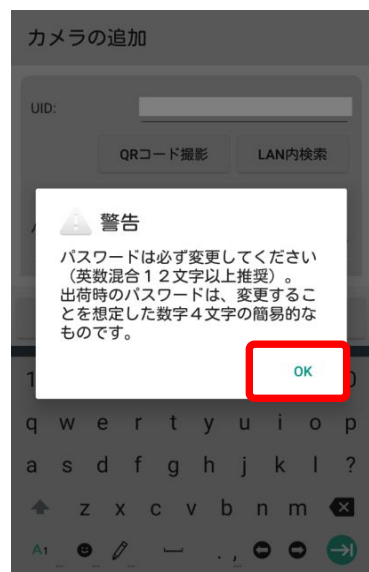 カメラの追加
UID:
QRコード撮影 LAN内検索
警告
パスワードは必ず変更してください
（英数混合１２文字以上推奨）。
出荷時のパスワードは、変更するこ
とを想定した数字４文字の簡易的な
ものです。
OK
1
q w e r t y u i o p
a s d f g h j k l ?
z x c v b n m
A1 . ,